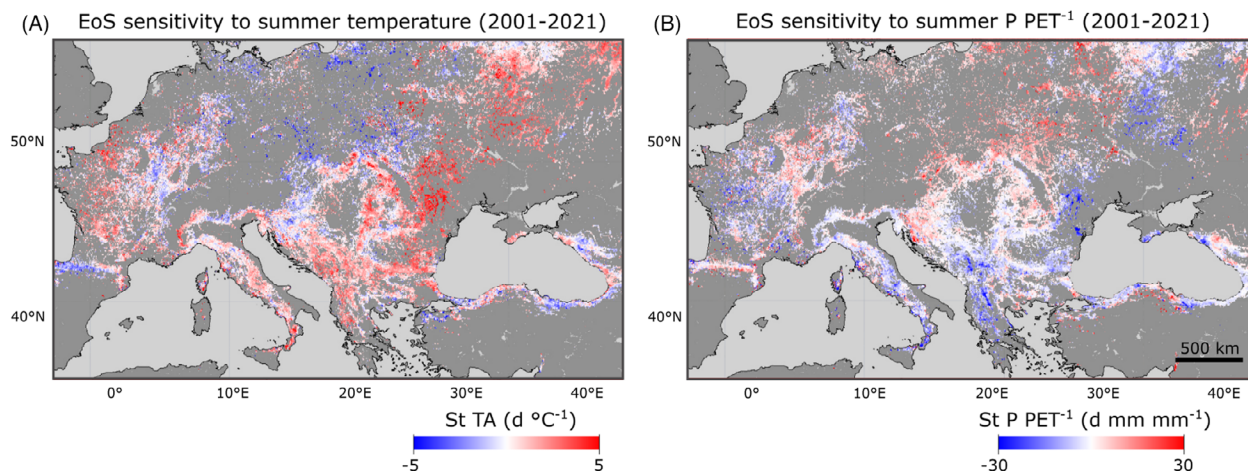 (A) EoS sensitivity to summer temperature (2001-2021)
50°N
40°N
0° 10°E 20°E 30°E 40°E
St TA (d °C⁻¹)
-5 5
(B) EoS sensitivity to summer P PET⁻¹ (2001-2021)
50°N
40°N
500 km
0° 10°E 20°E 30°E 40°E
St P PET⁻¹ (d mm mm⁻¹)
-30 30